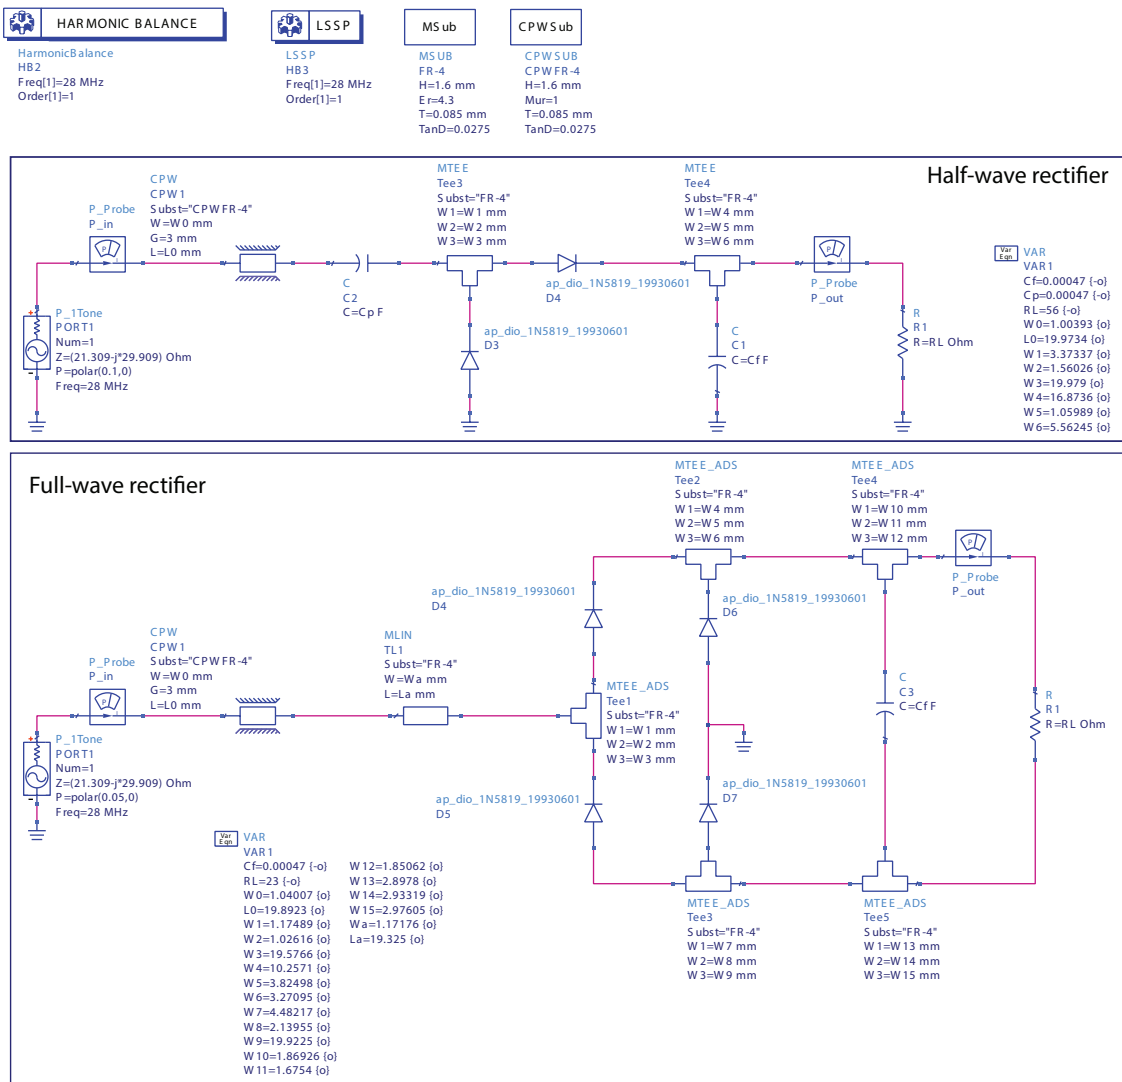 HARMONIC BALANCE
HarmonicBalance
HB2
Freq[1]=28 MHz
Order[1]=1
LSSP
LSSP
HB3
Freq[1]=28 MHz
Order[1]=1
MSub
MSUB
FR-4
H=1.6 mm
Er=4.3
T=0.085 mm
TanD=0.0275
CPWSub
CPWSUB
CPWFR-4
H=1.6 mm
Mur=1
T=0.085 mm
TanD=0.0275
Half-wave rectifier
P_1Tone
PORT1
Num=1
Z=(21.309-j*29.909) Ohm
P=polar(0.1,0)
Freq=28 MHz
P_Probe
P_in
P
CPW
CPW1
Subst="CPWFR-4"
W=W0 mm
G=3 mm
L=L0 mm
C
C2
C=Cp F
MTEE
Tee3
Subst="FR-4"
W1=W1 mm
W2=W2 mm
W3=W3 mm
ap_dio_1N5819_19930601
D3
ap_dio_1N5819_19930601
D4
MTEE
Tee4
Subst="FR-4"
W1=W4 mm
W2=W5 mm
W3=W6 mm
C
C1
C=Cf F
P
P_Probe
P_out
R
R1
R=RL Ohm
Var
Eqn
VAR
VAR1
Cf=0.00047 {-o}
Cp=0.00047 {-o}
RL=56 {-o}
W0=1.00393 {o}
L0=19.9734 {o}
W1=3.37337 {o}
W2=1.56026 {o}
W3=19.979 {o}
W4=16.8736 {o}
W5=1.05989 {o}
W6=5.56245 {o}
Full-wave rectifier
P_1Tone
PORT1
Num=1
Z=(21.309-j*29.909) Ohm
P=polar(0.05,0)
Freq=28 MHz
P_Probe
P_in
P
CPW
CPW1
Subst="CPWFR-4"
W=W0 mm
G=3 mm
L=L0 mm
MLIN
TL1
Subst="FR-4"
W=Wa mm
L=La mm
ap_dio_1N5819_19930601
D4
MTEE_ADS
Tee1
Subst="FR-4"
W1=W1 mm
W2=W2 mm
W3=W3 mm
ap_dio_1N5819_19930601
D5
MTEE_ADS
Tee2
Subst="FR-4"
W1=W4 mm
W2=W5 mm
W3=W6 mm
ap_dio_1N5819_19930601
D6
ap_dio_1N5819_19930601
D7
MTEE_ADS
Tee3
Subst="FR-4"
W1=W7 mm
W2=W8 mm
W3=W9 mm
MTEE_ADS
Tee4
Subst="FR-4"
W1=W10 mm
W2=W11 mm
W3=W12 mm
C
C3
C=Cf F
MTEE_ADS
Tee5
Subst="FR-4"
W1=W13 mm
W2=W14 mm
W3=W15 mm
P
P_Probe
P_out
R
R1
R=RL Ohm
Var
Eqn
VAR
VAR1
Cf=0.00047 {-o}
RL=23 {-o}
W0=1.04007 {o}
L0=19.8923 {o}
W1=1.17489 {o}
W2=1.02616 {o}
W3=19.5766 {o}
W4=10.2571 {o}
W5=3.82498 {o}
W6=3.27095 {o}
W7=4.48217 {o}
W8=2.13955 {o}
W9=19.9225 {o}
W10=1.86926 {o}
W11=1.6754 {o}
W12=1.85062 {o}
W13=2.8978 {o}
W14=2.93319 {o}
W15=2.97605 {o}
Wa=1.17176 {o}
La=19.325 {o}